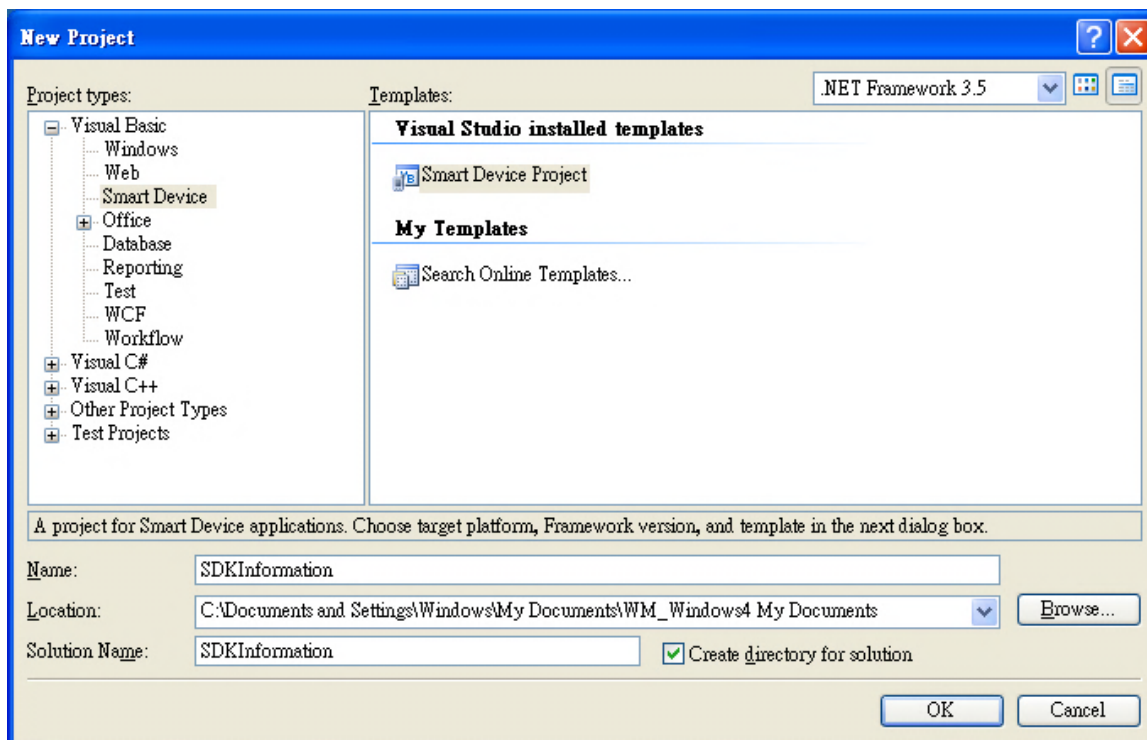 New Project
Project types:
Templates:
.NET Framework 3.5
Visual Basic
Windows
Web
Smart Device
Office
Database
Reporting
Test
WCF
Workflow
Visual C#
Visual C++
Other Project Types
Test Projects
Visual Studio installed templates
Smart Device Project
My Templates
Search Online Templates...
A project for Smart Device applications. Choose target platform, Framework version, and template in the next dialog box.
Name:
SDKInformation
Location:
C:\Documents and Settings\Windows\My Documents\WM_Windows4 My Documents
Browse...
Solution Name:
SDKInformation
Create directory for solution
OK
Cancel